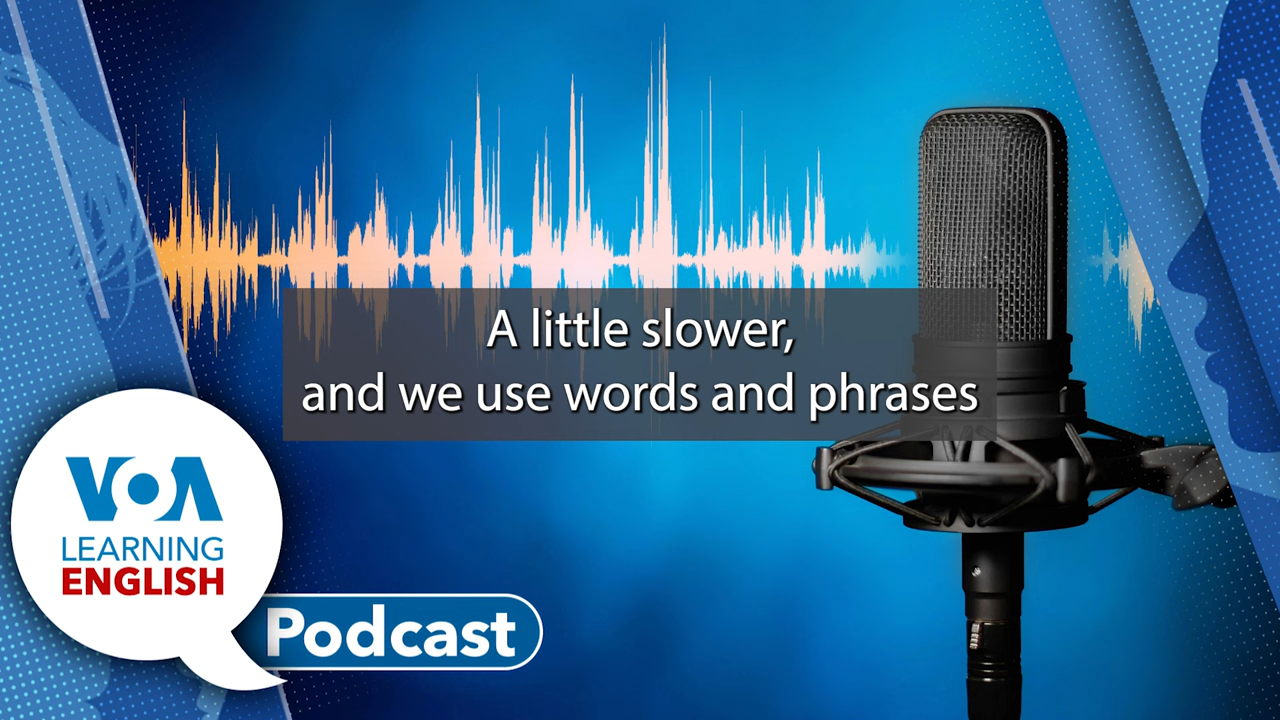 A little slower,
and we use words and phrases
VOA
LEARNING
ENGLISH
Podcast